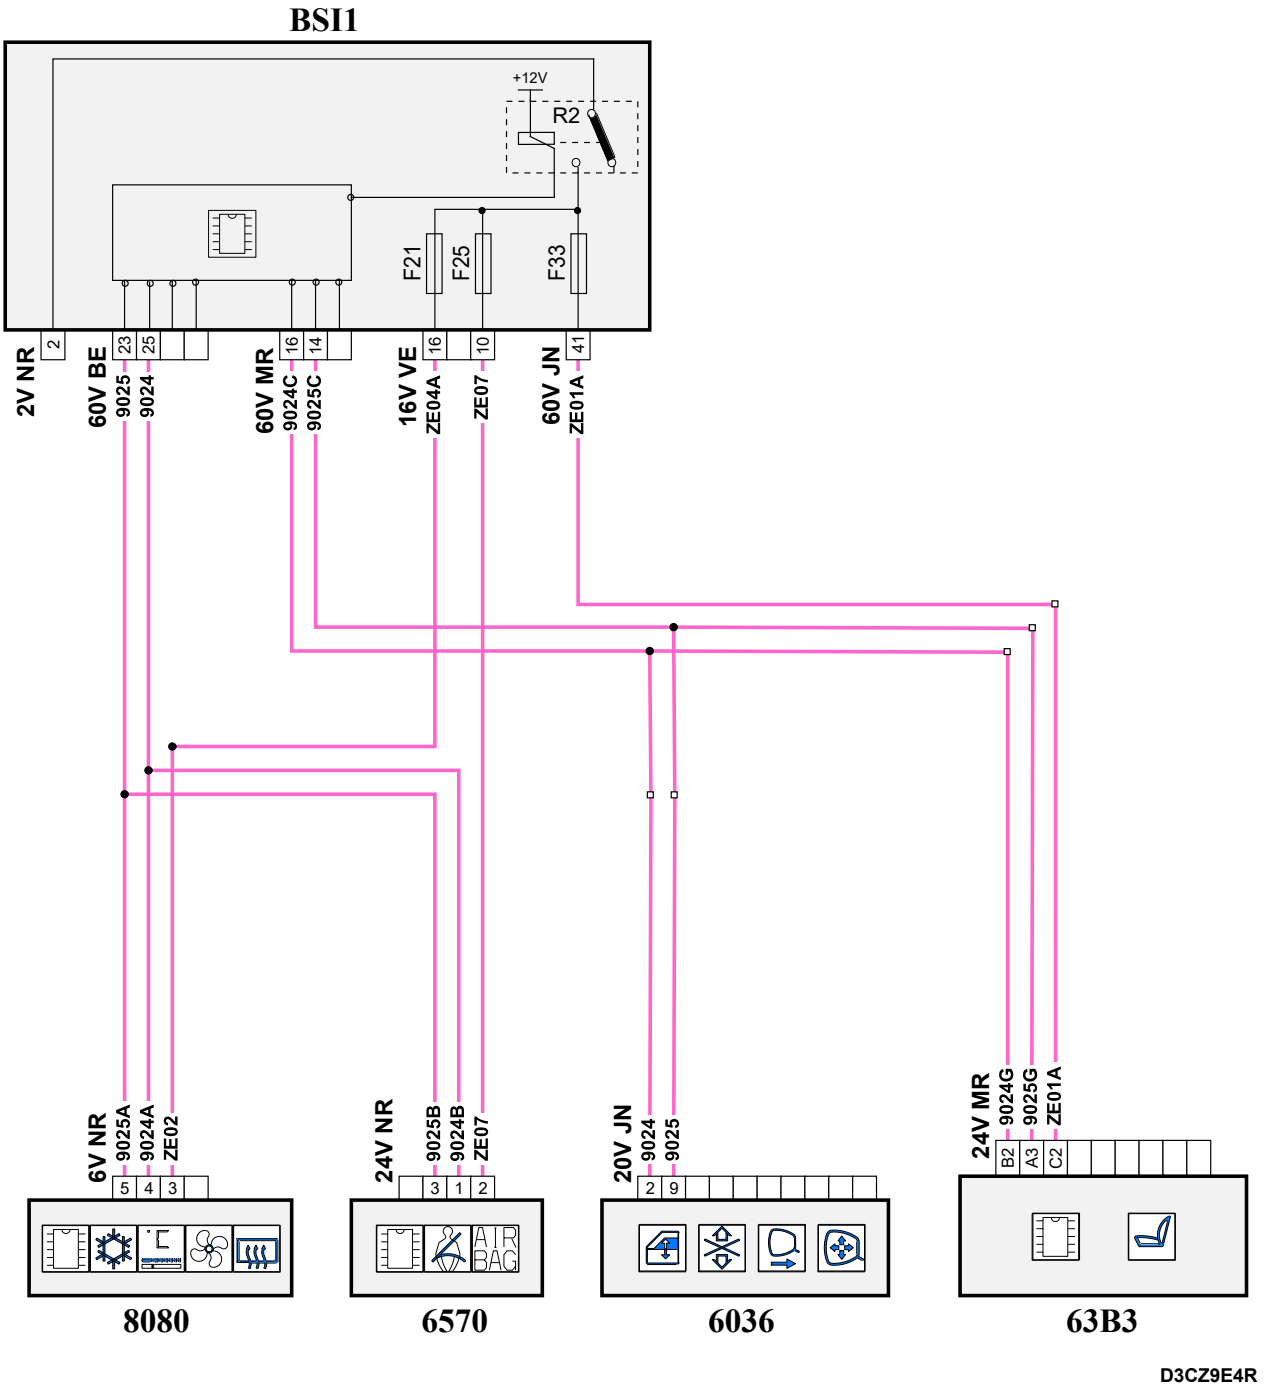 BSI1
+12V
R2
F21
F25
F33
2V NR
2
60V BE
23
25
9025
9024
60V MR
16
14
9024C
9025C
16V VE
16
10
ZE04A
ZE07
60V JN
41
ZE01A
6V NR
9025A
9024A
ZE02
5
4
3
24V NR
9025B
9024B
ZE07
3
1
2
20V JN
9024
9025
2
9
24V MR
9024G
9025G
ZE01A
B2
A3
C2
°E
AIR
BAG
8080
6570
6036
63B3
D3CZ9E4R